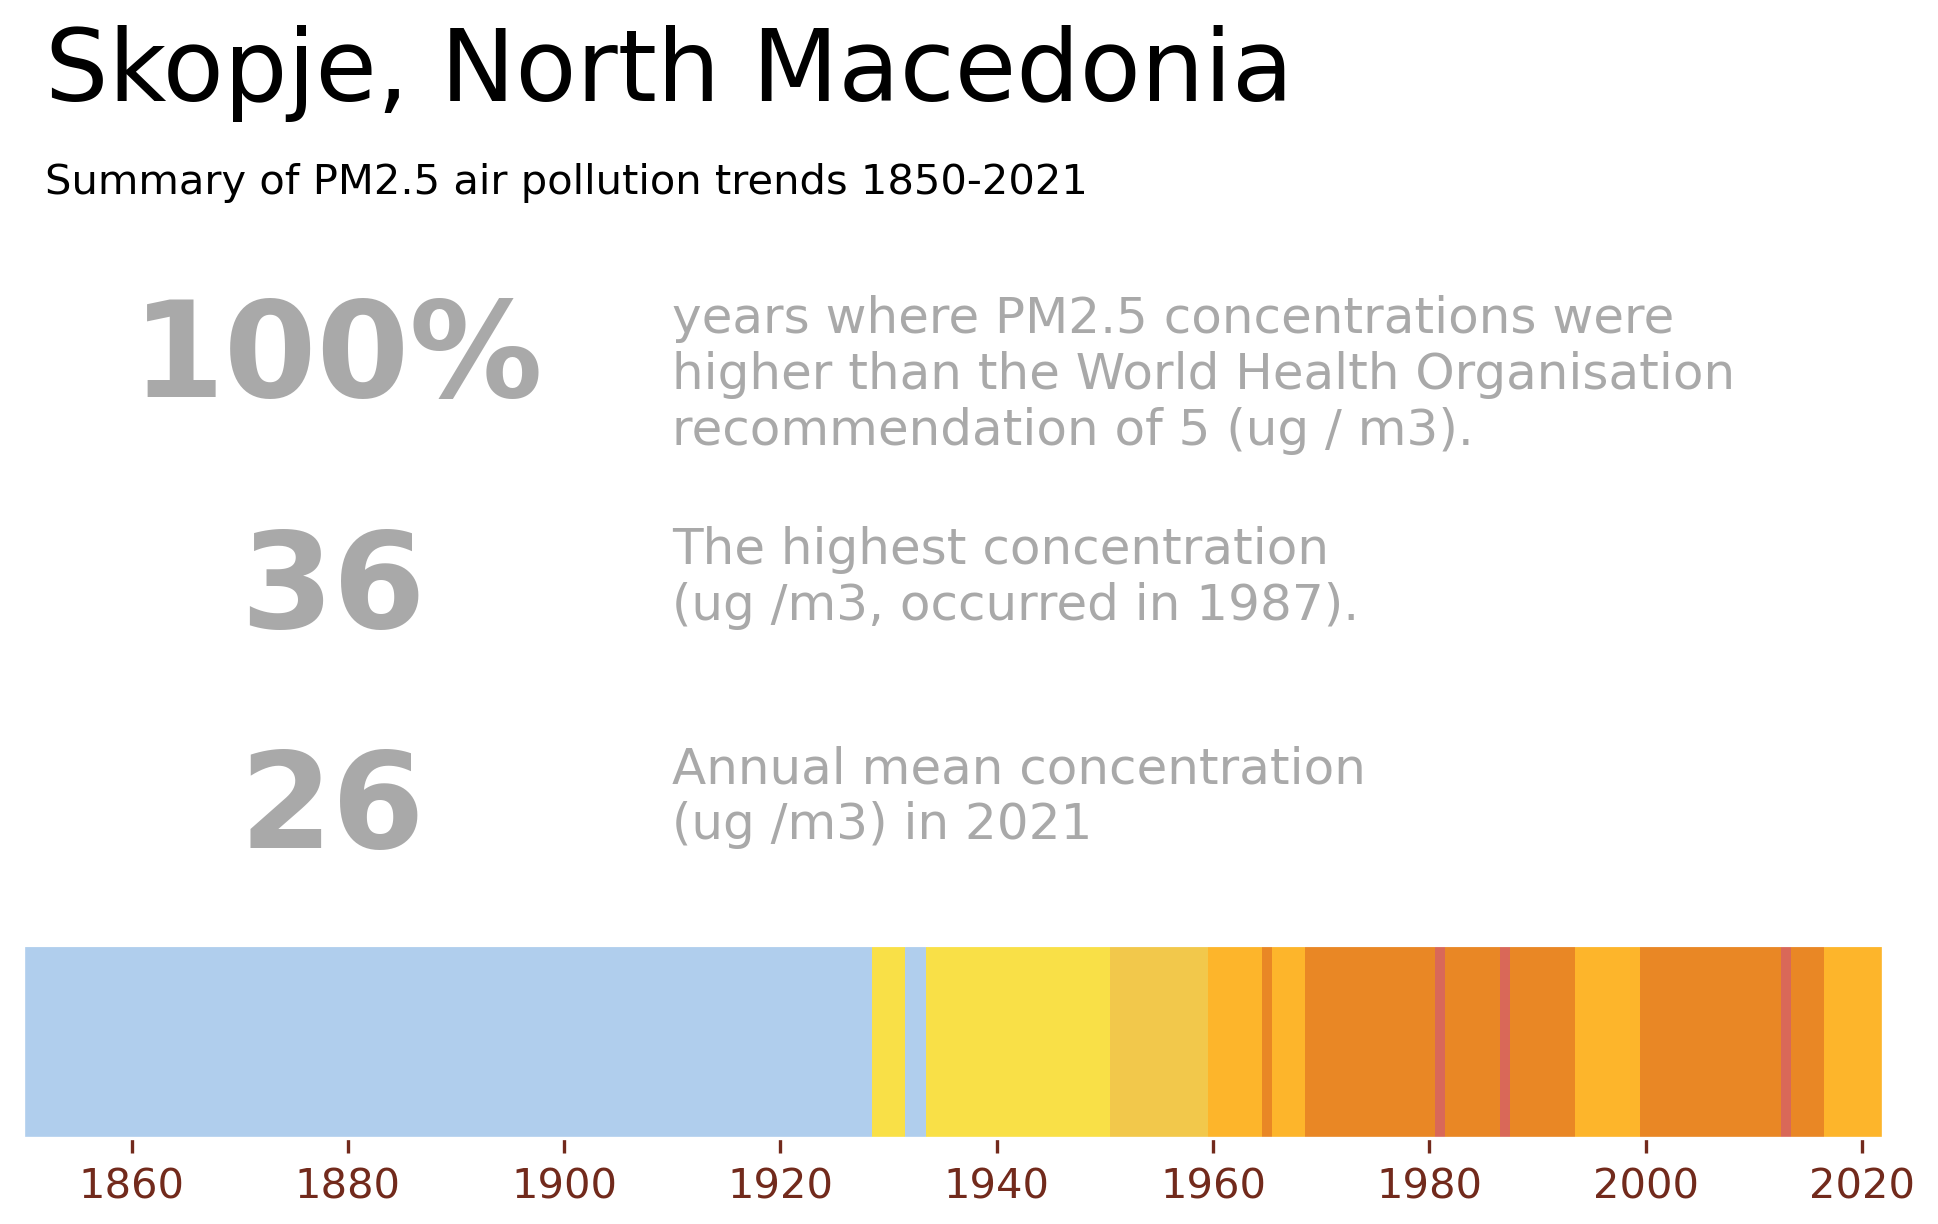 Skopje, North Macedonia
Summary of PM2.5 air pollution trends 1850-2021
100%
years where PM2.5 concentrations were
higher than the World Health Organisation
recommendation of 5 (ug / m3).
36
The highest concentration
(ug /m3, occurred in 1987).
26
Annual mean concentration
(ug /m3) in 2021
1860 1880 1900 1920 1940 1960 1980 2000 2020